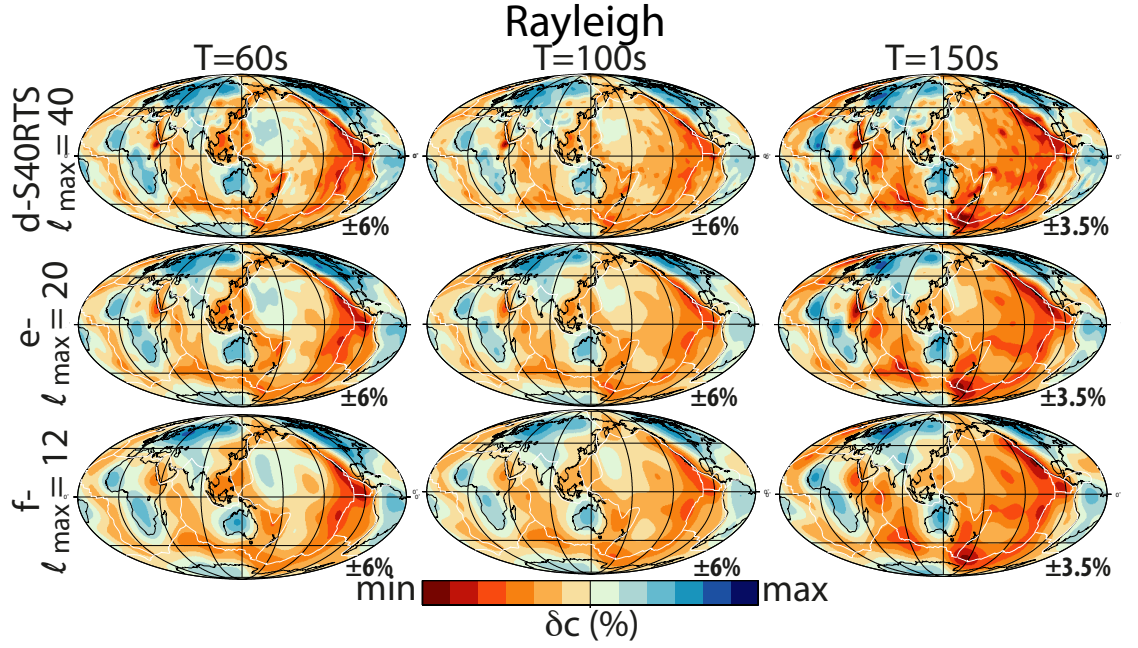 Rayleigh
T=60s T=100s T=150s
d-S40RTS
ℓ max = 40
±6% ±6% ±3.5%
e-
ℓ max = 20
±6% ±6% ±3.5%
f-
ℓ max = 12
±6% ±6% ±3.5%
min max
δc (%)